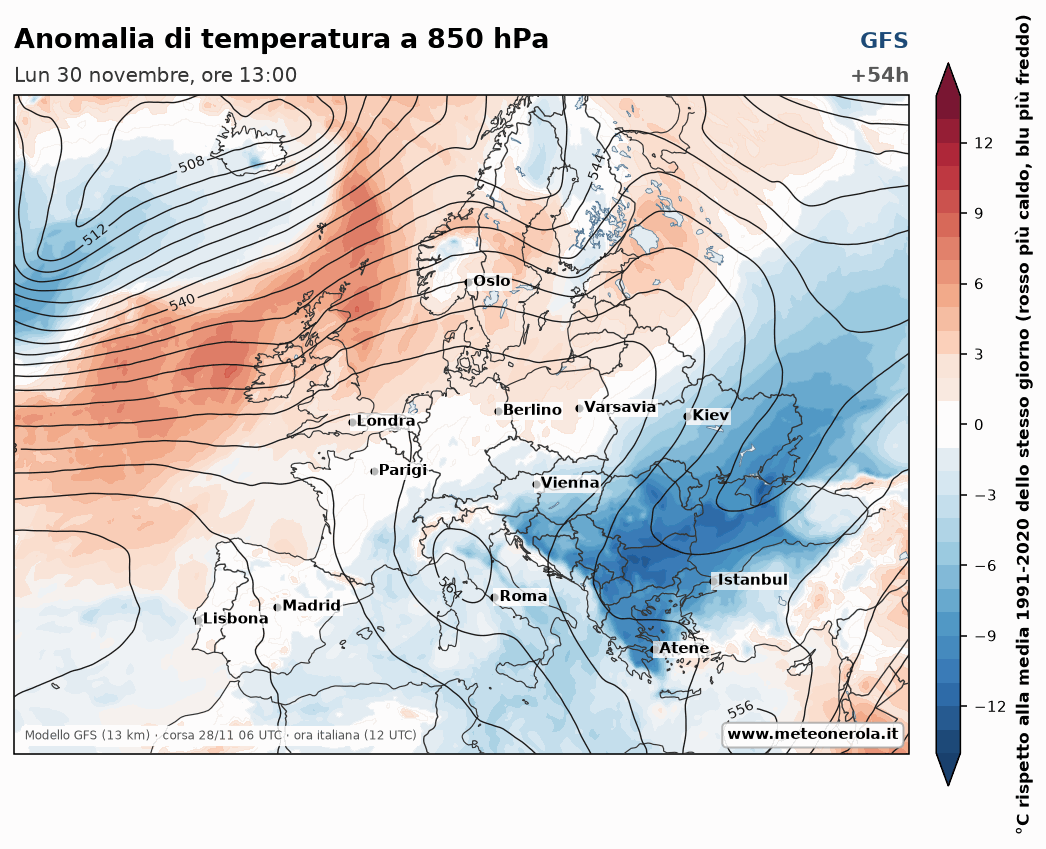 Anomalia di temperatura a 850 hPa
GFS
Lun 30 novembre, ore 13:00
+54h
508
512
540
544
Oslo
Londra
Berlino
Varsavia
Kiev
Parigi
Vienna
Istanbul
Roma
Madrid
Lisbona
Atene
556
Modello GFS (13 km) · corsa 28/11 06 UTC · ora italiana (12 UTC)
www.meteonerola.it
12
9
6
3
0
−3
−6
−9
−12
°C rispetto alla media 1991-2020 dello stesso giorno (rosso più caldo, blu più freddo)